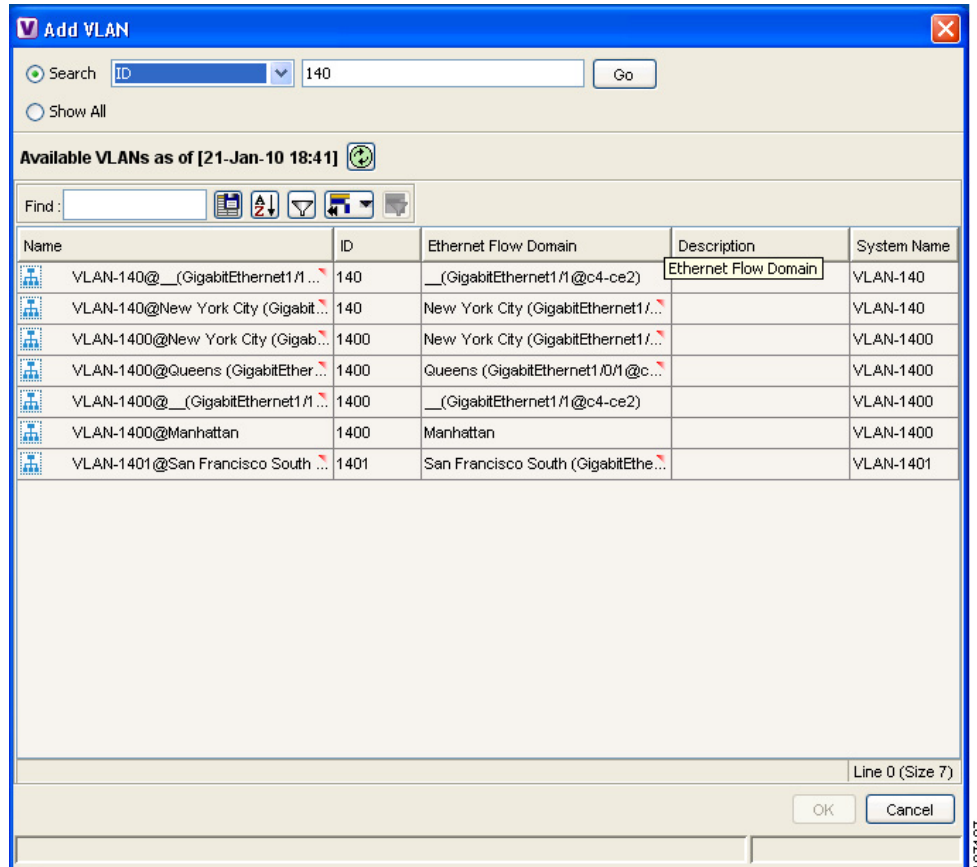 Add VLAN
Search ID 140 Go
Show All
Available VLANs as of [21-Jan-10 18:41]
Find :
Name ID Ethernet Flow Domain Description System Name
Ethernet Flow Domain
VLAN-140@__(GigabitEthernet1/1... 140 __(GigabitEthernet1/1@c4-ce2) VLAN-140
VLAN-140@New York City (Gigabit... 140 New York City (GigabitEthernet1/... VLAN-140
VLAN-1400@New York City (Gigab... 1400 New York City (GigabitEthernet1/... VLAN-1400
VLAN-1400@Queens (GigabitEther... 1400 Queens (GigabitEthernet1/0/1@c... VLAN-1400
VLAN-1400@__(GigabitEthernet1/1... 1400 __(GigabitEthernet1/1@c4-ce2) VLAN-1400
VLAN-1400@Manhattan 1400 Manhattan VLAN-1400
VLAN-1401@San Francisco South ... 1401 San Francisco South (GigabitEthe... VLAN-1401
Line 0 (Size 7)
OK Cancel